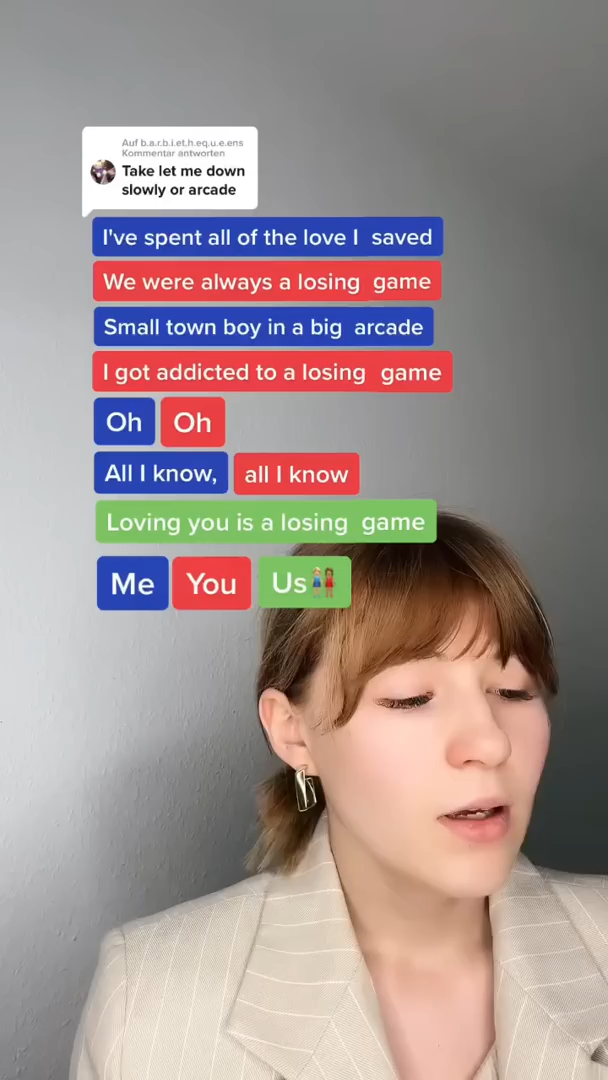 Auf b.a.r.b.i.et.h.eq.u.e.ens
Kommentar antworten
Take let me down
slowly or arcade
I've spent all of the love I saved
We were always a losing game
Small town boy in a big arcade
I got addicted to a losing game
Oh Oh
All I know, all I know
Loving you is a losing game
Me You Us👭